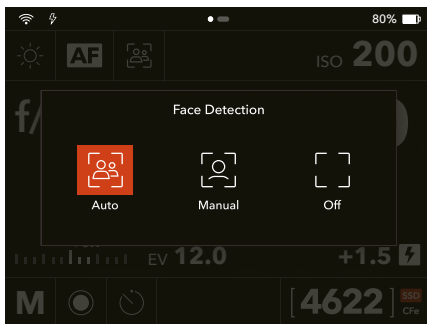 80%
AF
ISO 200
f/
Face Detection
Auto
Manual
Off
EV 12.0
+1.5
M
[4622]
SSD
CFe